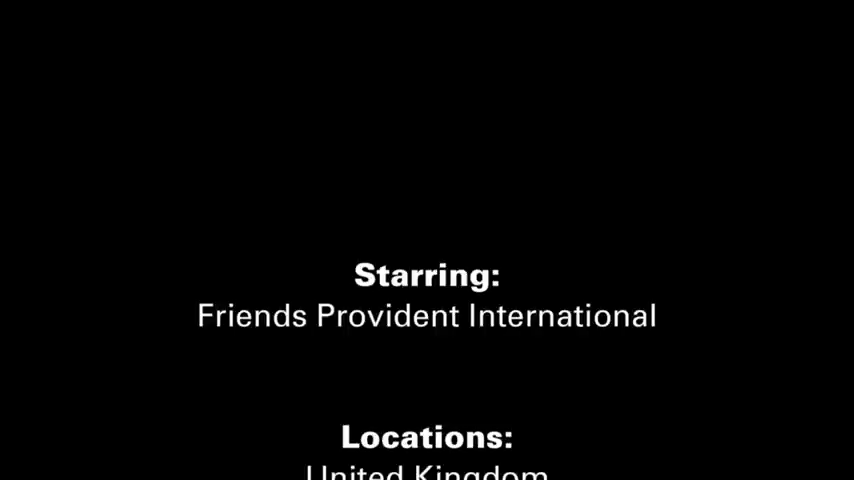 Starring:
Friends Provident International
Locations:
United Kingdom